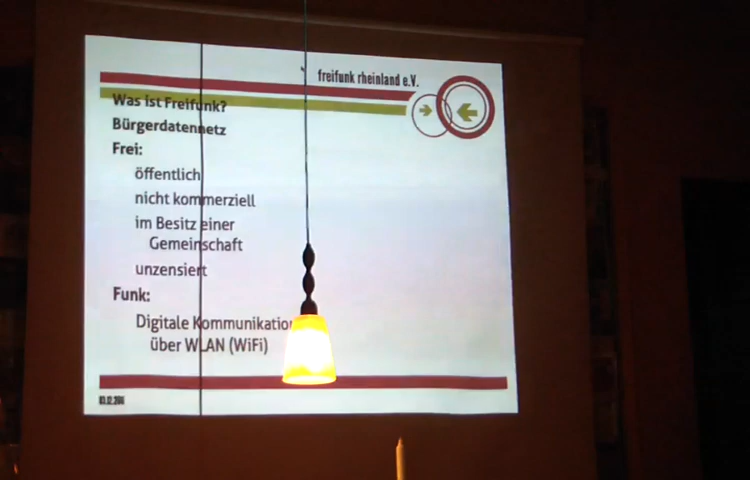 freifunk rheinland e.V.
Was ist Freifunk?
Bürgerdatennetz
Frei:
öffentlich
nicht kommerziell
im Besitz einer
Gemeinschaft
unzensiert
Funk:
Digitale Kommunikation
über WLAN (WiFi)